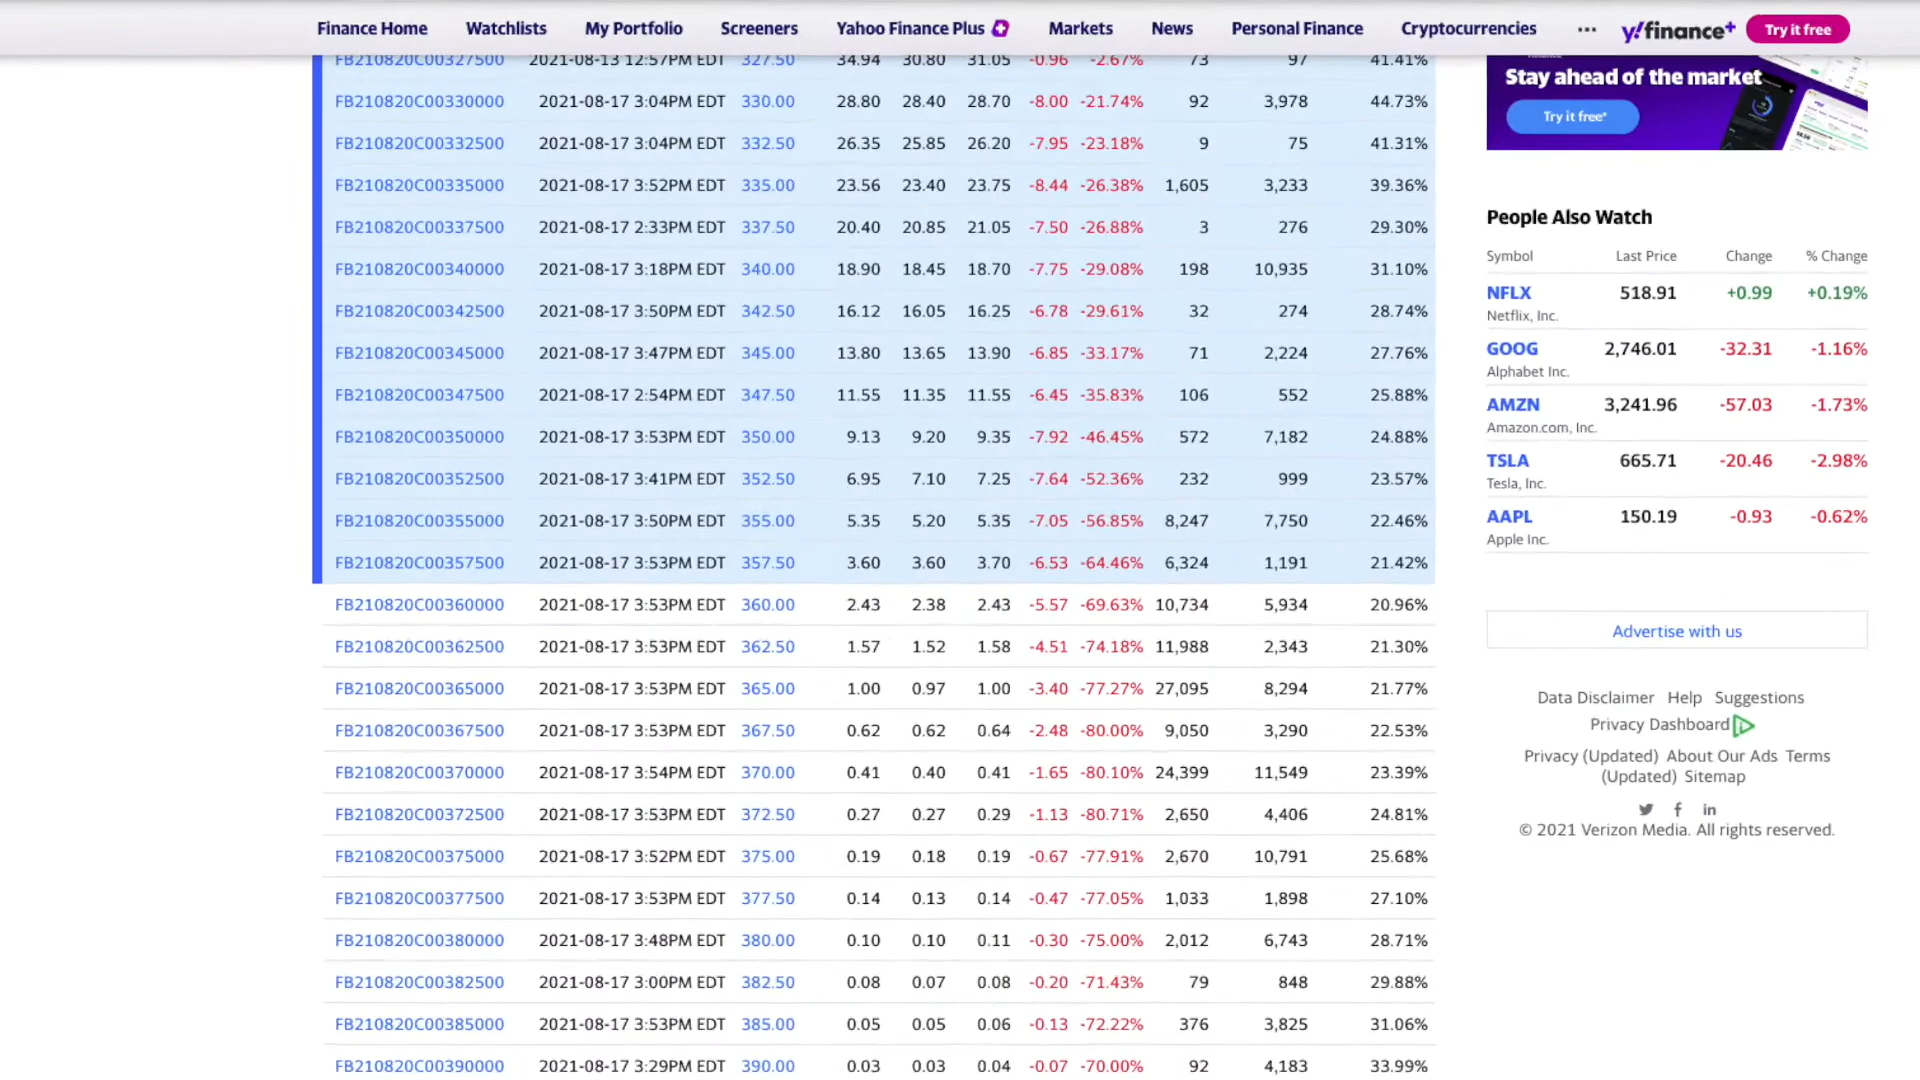 Finance Home Watchlists My Portfolio Screeners Yahoo Finance Plus Markets News Personal Finance Cryptocurrencies ... y!finance+ Try it free
FB210820C00327500 2021-08-13 12:57PM EDT 327.50 34.94 30.80 31.05 -0.96 -2.67% 73 97 41.41%
FB210820C00330000 2021-08-17 3:04PM EDT 330.00 28.80 28.40 28.70 -8.00 -21.74% 92 3,978 44.73%
FB210820C00332500 2021-08-17 3:04PM EDT 332.50 26.35 25.85 26.20 -7.95 -23.18% 9 75 41.31%
FB210820C00335000 2021-08-17 3:52PM EDT 335.00 23.56 23.40 23.75 -8.44 -26.38% 1,605 3,233 39.36%
FB210820C00337500 2021-08-17 2:33PM EDT 337.50 20.40 20.85 21.05 -7.50 -26.88% 3 276 29.30%
FB210820C00340000 2021-08-17 3:18PM EDT 340.00 18.90 18.45 18.70 -7.75 -29.08% 198 10,935 31.10%
FB210820C00342500 2021-08-17 3:50PM EDT 342.50 16.12 16.05 16.25 -6.78 -29.61% 32 274 28.74%
FB210820C00345000 2021-08-17 3:47PM EDT 345.00 13.80 13.65 13.90 -6.85 -33.17% 71 2,224 27.76%
FB210820C00347500 2021-08-17 2:54PM EDT 347.50 11.55 11.35 11.55 -6.45 -35.83% 106 552 25.88%
FB210820C00350000 2021-08-17 3:53PM EDT 350.00 9.13 9.20 9.35 -7.92 -46.45% 572 7,182 24.88%
FB210820C00352500 2021-08-17 3:41PM EDT 352.50 6.95 7.10 7.25 -7.64 -52.36% 232 999 23.57%
FB210820C00355000 2021-08-17 3:50PM EDT 355.00 5.35 5.20 5.35 -7.05 -56.85% 8,247 7,750 22.46%
FB210820C00357500 2021-08-17 3:53PM EDT 357.50 3.60 3.60 3.70 -6.53 -64.46% 6,324 1,191 21.42%
FB210820C00360000 2021-08-17 3:53PM EDT 360.00 2.43 2.38 2.43 -5.57 -69.63% 10,734 5,934 20.96%
FB210820C00362500 2021-08-17 3:53PM EDT 362.50 1.57 1.52 1.58 -4.51 -74.18% 11,988 2,343 21.30%
FB210820C00365000 2021-08-17 3:53PM EDT 365.00 1.00 0.97 1.00 -3.40 -77.27% 27,095 8,294 21.77%
FB210820C00367500 2021-08-17 3:53PM EDT 367.50 0.62 0.62 0.64 -2.48 -80.00% 9,050 3,290 22.53%
FB210820C00370000 2021-08-17 3:54PM EDT 370.00 0.41 0.40 0.41 -1.65 -80.10% 24,399 11,549 23.39%
FB210820C00372500 2021-08-17 3:53PM EDT 372.50 0.27 0.27 0.29 -1.13 -80.71% 2,650 4,406 24.81%
FB210820C00375000 2021-08-17 3:52PM EDT 375.00 0.19 0.18 0.19 -0.67 -77.91% 2,670 10,791 25.68%
FB210820C00377500 2021-08-17 3:53PM EDT 377.50 0.14 0.13 0.14 -0.47 -77.05% 1,033 1,898 27.10%
FB210820C00380000 2021-08-17 3:48PM EDT 380.00 0.10 0.10 0.11 -0.30 -75.00% 2,012 6,743 28.71%
FB210820C00382500 2021-08-17 3:00PM EDT 382.50 0.08 0.07 0.08 -0.20 -71.43% 79 848 29.88%
FB210820C00385000 2021-08-17 3:53PM EDT 385.00 0.05 0.05 0.06 -0.13 -72.22% 376 3,825 31.06%
FB210820C00390000 2021-08-17 3:29PM EDT 390.00 0.03 0.03 0.04 -0.07 -70.00% 92 4,183 33.99%
Stay ahead of the market
Try it free*
People Also Watch
Symbol Last Price Change % Change
NFLX 518.91 +0.99 +0.19%
Netflix, Inc.
GOOG 2,746.01 -32.31 -1.16%
Alphabet Inc.
AMZN 3,241.96 -57.03 -1.73%
Amazon.com, Inc.
TSLA 665.71 -20.46 -2.98%
Tesla, Inc.
AAPL 150.19 -0.93 -0.62%
Apple Inc.
Advertise with us
Data Disclaimer Help Suggestions
Privacy Dashboard
Privacy (Updated) About Our Ads Terms
(Updated) Sitemap
© 2021 Verizon Media. All rights reserved.